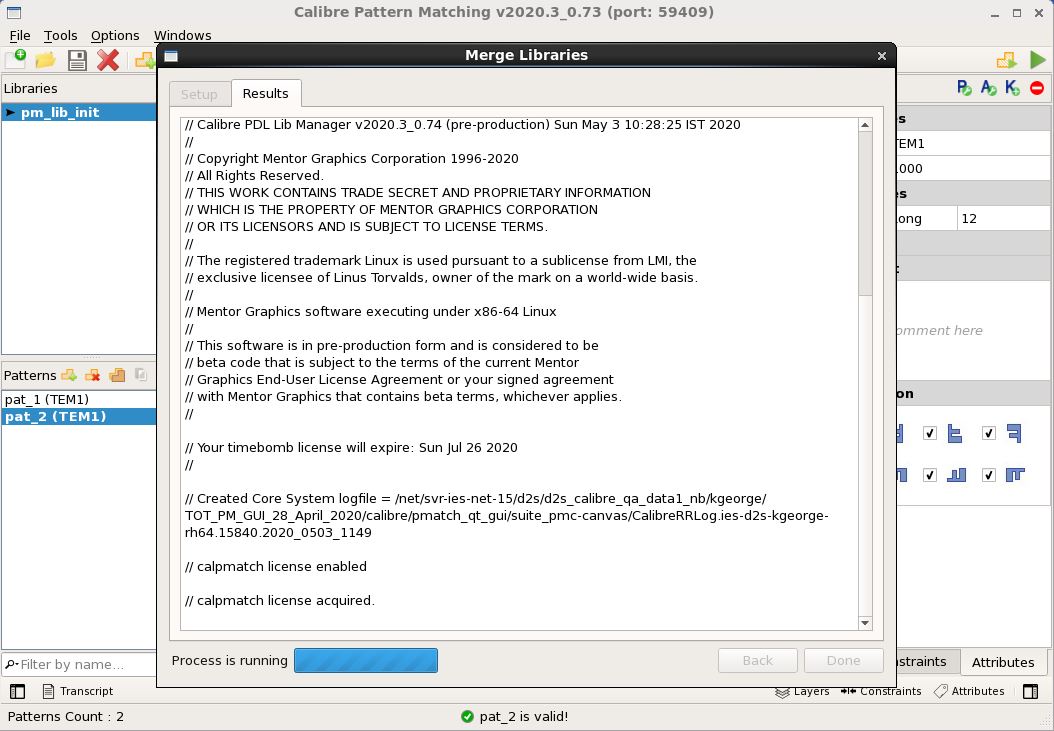 Calibre Pattern Matching v2020.3_0.73 (port: 59409)
File Tools Options Windows
Merge Libraries
Libraries
pm_lib_init
Setup Results
// Calibre PDL Lib Manager v2020.3_0.74 (pre-production) Sun May 3 10:28:25 IST 2020
//
// Copyright Mentor Graphics Corporation 1996-2020
// All Rights Reserved.
// THIS WORK CONTAINS TRADE SECRET AND PROPRIETARY INFORMATION
// WHICH IS THE PROPERTY OF MENTOR GRAPHICS CORPORATION
// OR ITS LICENSORS AND IS SUBJECT TO LICENSE TERMS.
//
// The registered trademark Linux is used pursuant to a sublicense from LMI, the
// exclusive licensee of Linus Torvalds, owner of the mark on a world-wide basis.
//
// Mentor Graphics software executing under x86-64 Linux
//
// This software is in pre-production form and is considered to be
// beta code that is subject to the terms of the current Mentor
// Graphics End-User License Agreement or your signed agreement
// with Mentor Graphics that contains beta terms, whichever applies.
//
// Your timebomb license will expire: Sun Jul 26 2020
//
// Created Core System logfile = /net/svr-ies-net-15/d2s/d2s_calibre_qa_data1_nb/kgeorge/
TOT_PM_GUI_28_April_2020/calibre/pmatch_qt_gui/suite_pmc-canvas/CalibreRRLog.ies-d2s-kgeorge-
rh64.15840.2020_0503_1149
// calpmatch license enabled
// calpmatch license acquired.
Process is running
Back Done
Patterns
pat_1 (TEM1)
pat_2 (TEM1)
Filter by name...
Transcript
Patterns Count : 2
pat_2 is valid!
es
TEM1
.000
es
long 12
t
omment here
on
straints Attributes
Layers Constraints Attributes